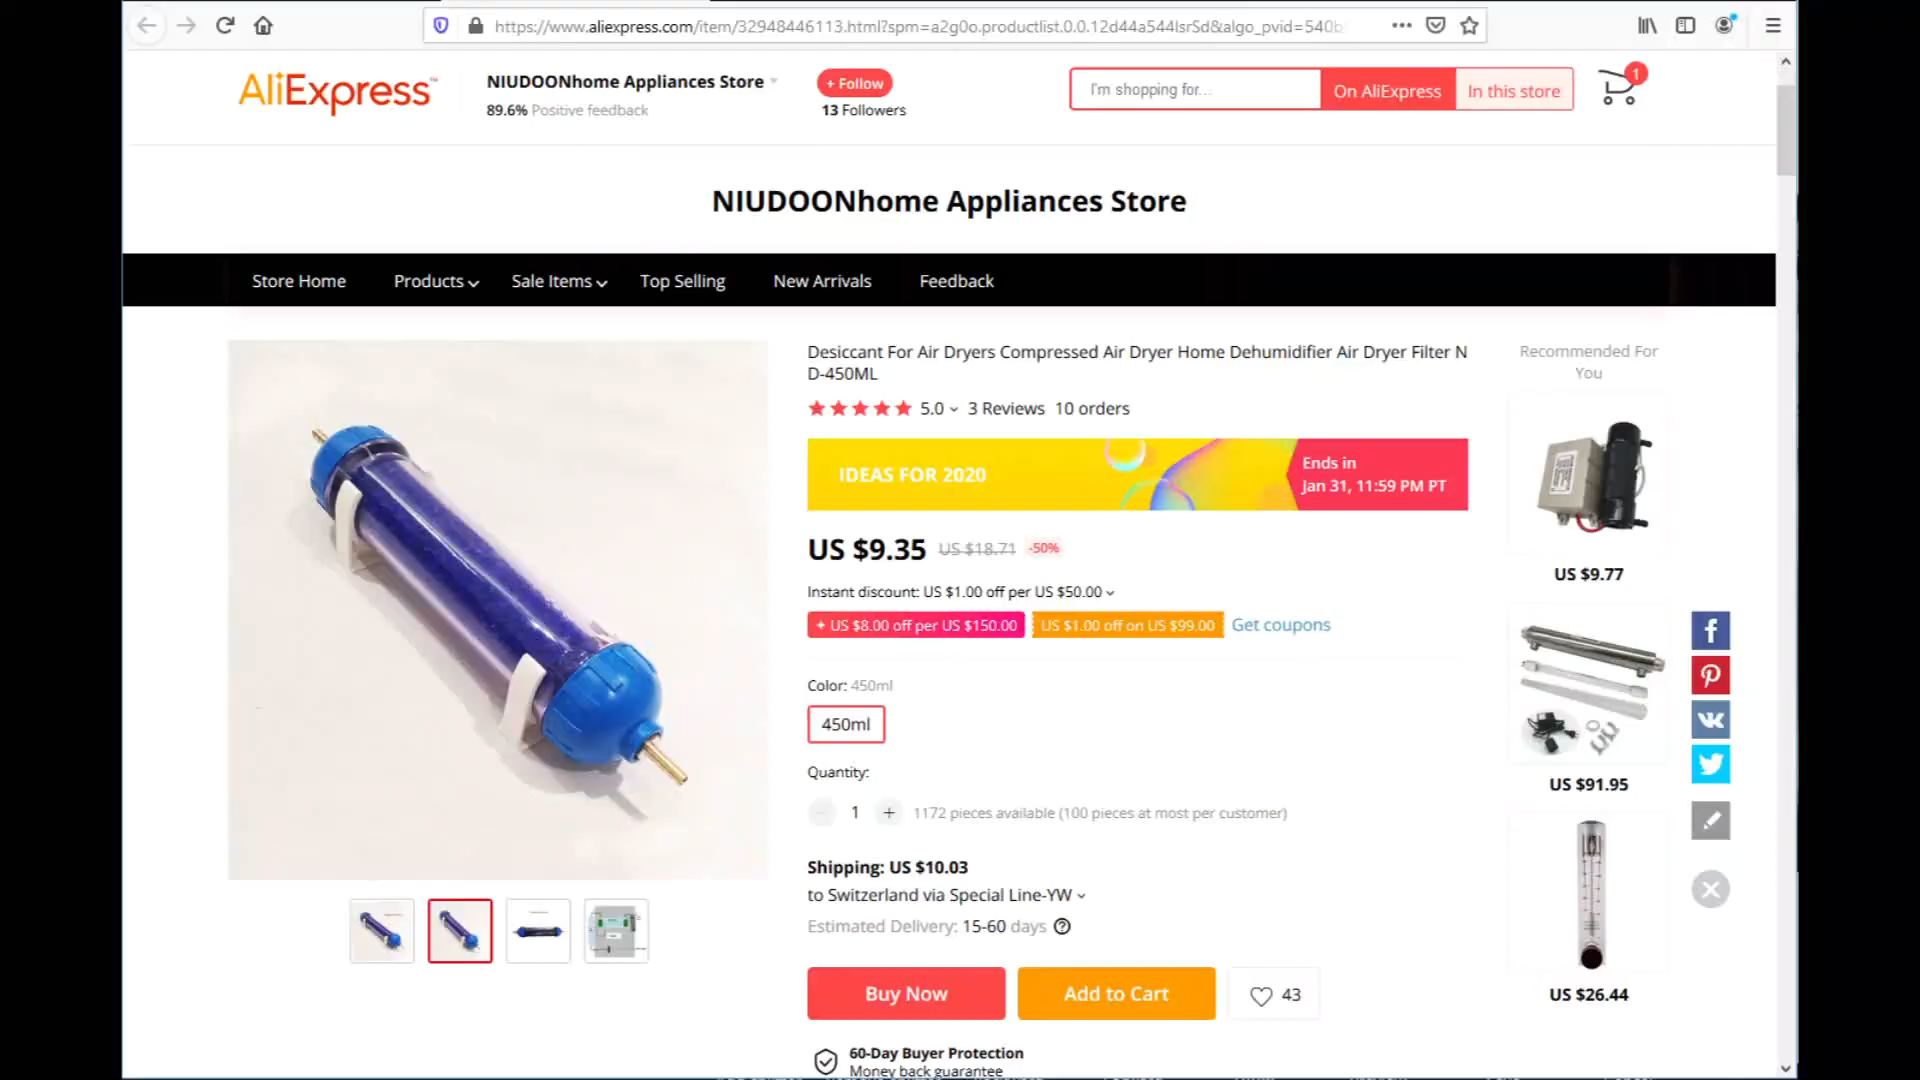 https://www.aliexpress.com/item/32948446113.html?spm=a2g0o.productlist.0.0.12d44a544lsrSd&algo_pvid=540b
AliExpress™
NIUDOONhome Appliances Store
89.6% Positive feedback
+ Follow
13 Followers
I'm shopping for...
On AliExpress
In this store
1
NIUDOONhome Appliances Store
Store Home
Products
Sale Items
Top Selling
New Arrivals
Feedback
Desiccant For Air Dryers Compressed Air Dryer Home Dehumidifier Air Dryer Filter N
D-450ML
5.0
3 Reviews
10 orders
IDEAS FOR 2020
Ends in
Jan 31, 11:59 PM PT
US $9.35
US $18.71
-50%
Instant discount: US $1.00 off per US $50.00
+ US $8.00 off per US $150.00
US $1.00 off on US $99.00
Get coupons
Color: 450ml
450ml
Quantity:
1
1172 pieces available (100 pieces at most per customer)
Shipping: US $10.03
to Switzerland via Special Line-YW
Estimated Delivery: 15-60 days
Buy Now
Add to Cart
43
60-Day Buyer Protection
Money back guarantee
Recommended For
You
US $9.77
US $91.95
US $26.44